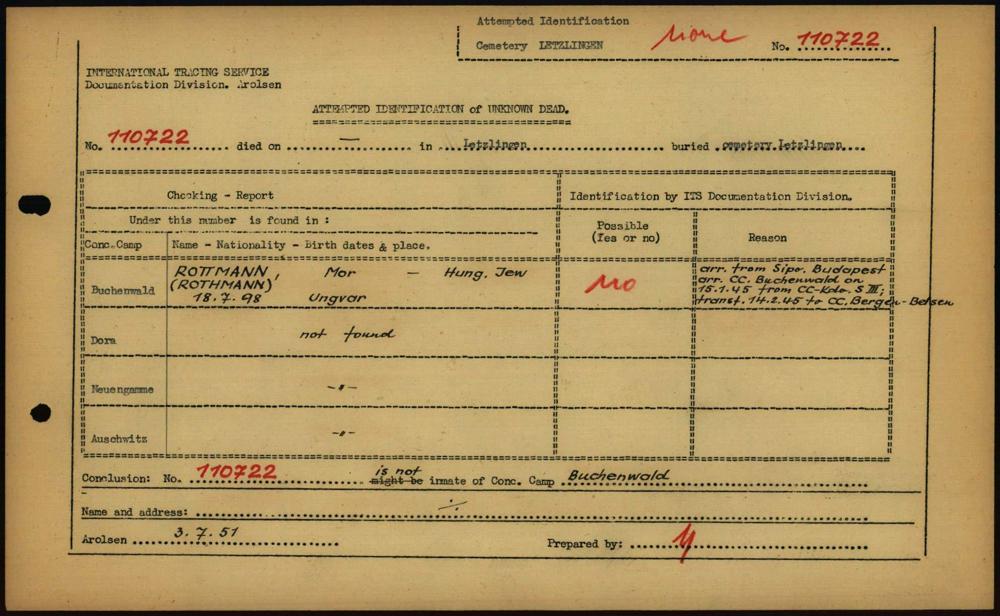 Attempted Identification
Cemetery LETZLINGEN None No. 110722
INTERNATIONAL TRACING SERVICE
Documentation Division. Arolsen
ATTEMPTED IDENTIFICATION of UNKNOWN DEAD.
No. 110722 died on — in Letzlingen buried cemetery Letzlingen
Checking - Report
Identification by ITS Documentation Division.
Under this number is found in :
Possible
(Yes or no)
Reason
Conc.Camp Name - Nationality - Birth dates & place.
Buchenwald
ROTTMANN, Mor — Hung. Jew
(ROTHMANN)
18.7.98 Ungvar
no
arr. from Sipo. Budapest
arr. CC. Buchenwald on
15.1.45 from CC-Kdo. S III;
transf. 14.2.45 to CC. Bergen-Belsen
Dora not found
Neuengamme -"-
Auschwitz -"-
Conclusion: No. 110722 is not might be inmate of Conc. Camp Buchenwald
Name and address: ./.
Arolsen 3.7.51
Prepared by: